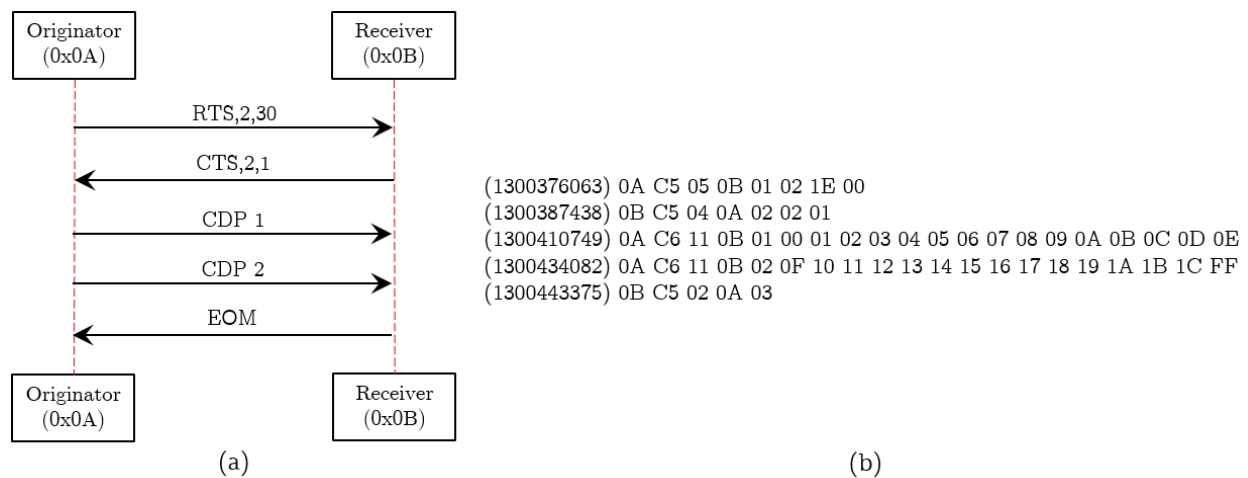 Originator
(0x0A)
Receiver
(0x0B)
RTS,2,30
CTS,2,1
CDP 1
CDP 2
EOM
Originator
(0x0A)
Receiver
(0x0B)
(a)
(1300376063) 0A C5 05 0B 01 02 1E 00
(1300387438) 0B C5 04 0A 02 02 01
(1300410749) 0A C6 11 0B 01 00 01 02 03 04 05 06 07 08 09 0A 0B 0C 0D 0E
(1300434082) 0A C6 11 0B 02 0F 10 11 12 13 14 15 16 17 18 19 1A 1B 1C FF
(1300443375) 0B C5 02 0A 03
(b)